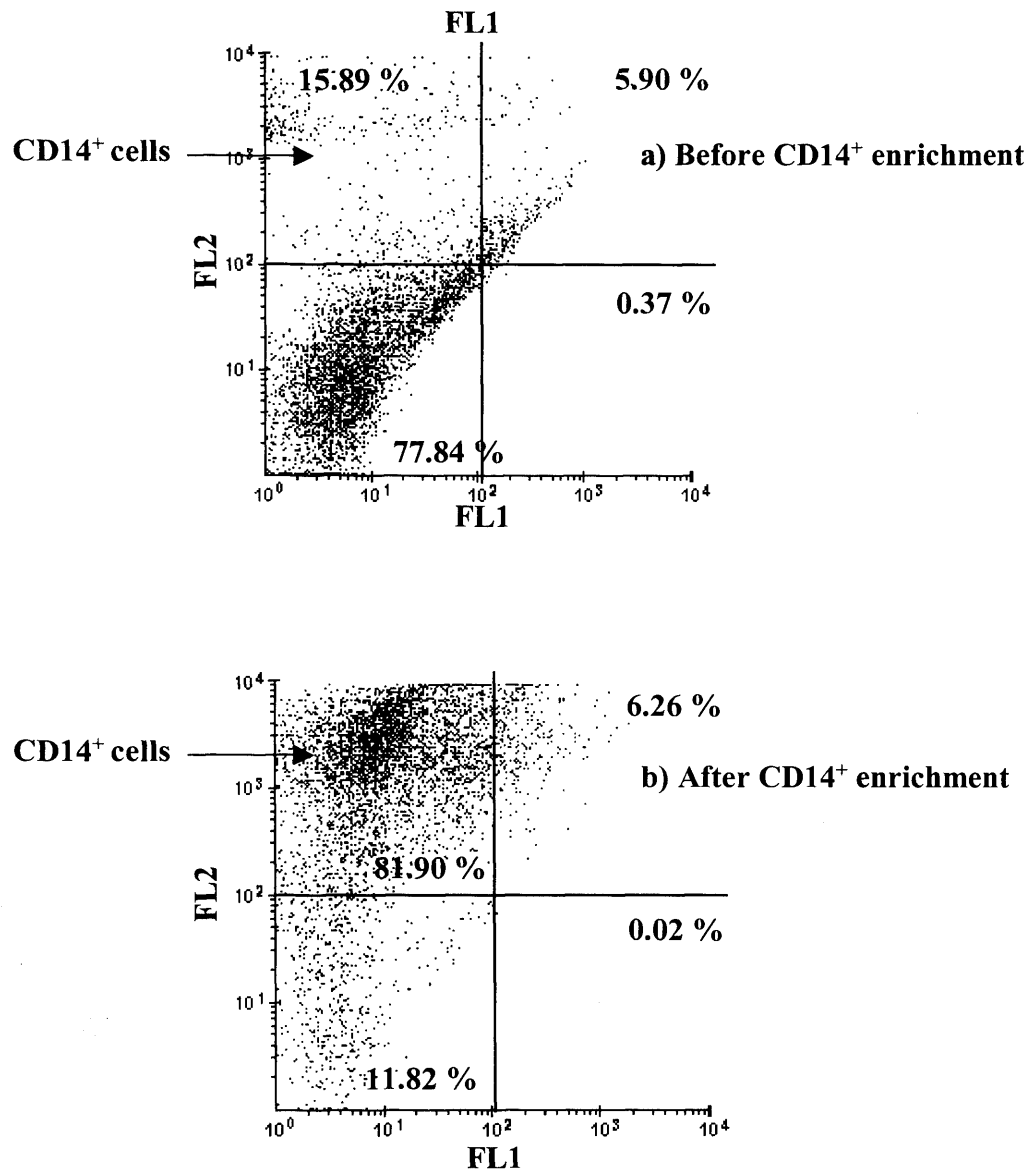 FL1
10⁴
15.89 %
5.90 %
CD14⁺ cells
10³
a) Before CD14⁺ enrichment
FL2
10²
0.37 %
10¹
77.84 %
10⁰ 10¹ 10² 10³ 10⁴
FL1
10⁴
6.26 %
CD14⁺ cells
b) After CD14⁺ enrichment
10³
81.90 %
FL2
10²
0.02 %
10¹
11.82 %
10⁰ 10¹ 10² 10³ 10⁴
FL1